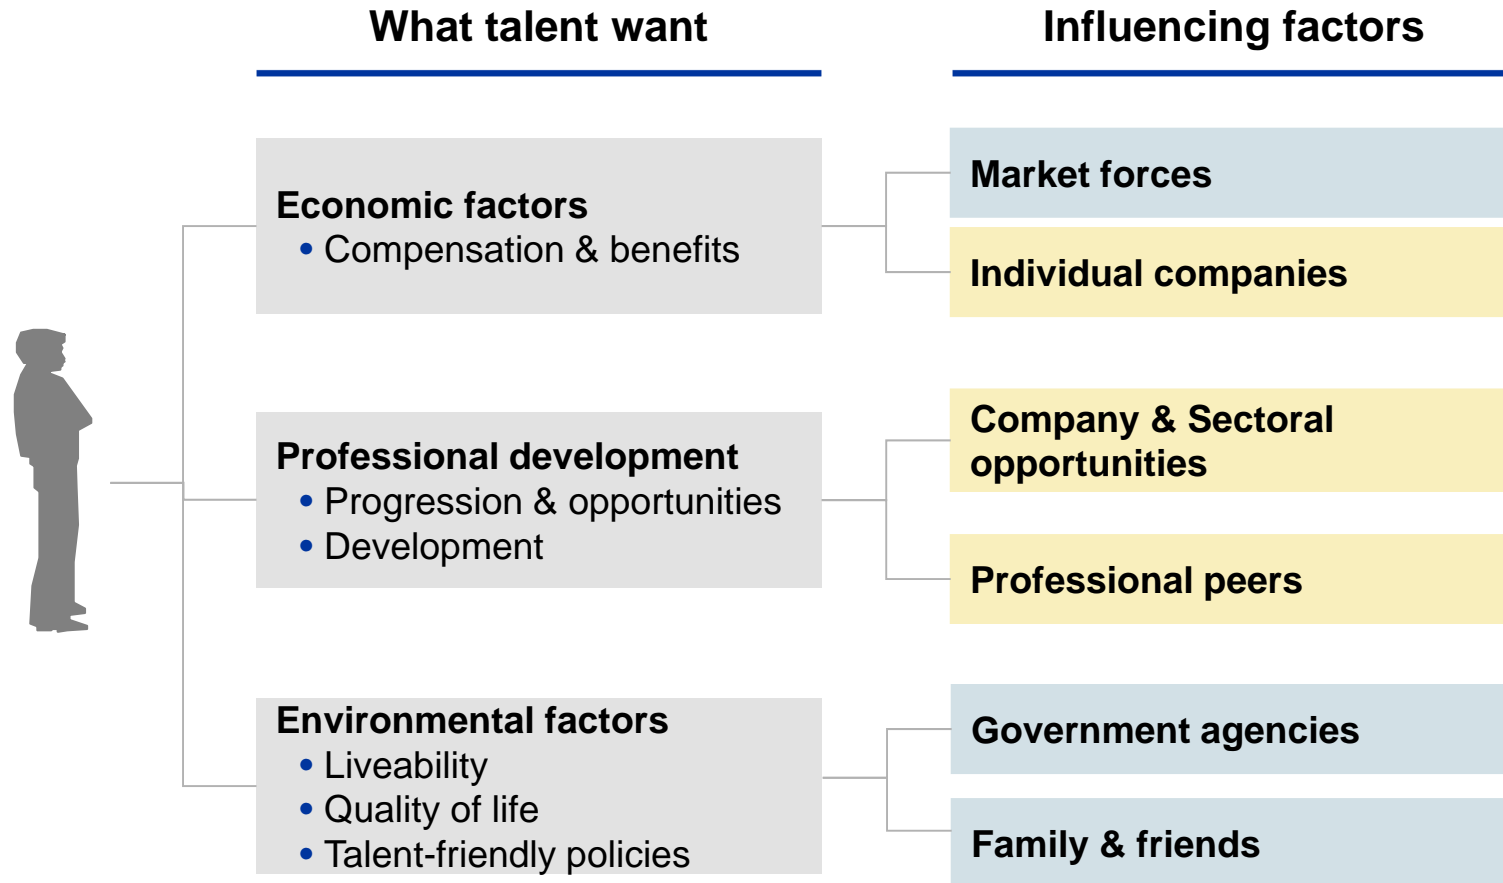 What talent want
Influencing factors
Economic factors
• Compensation & benefits
Market forces
Individual companies
Professional development
• Progression & opportunities
• Development
Company & Sectoral
opportunities
Professional peers
Environmental factors
• Liveability
• Quality of life
• Talent-friendly policies
Government agencies
Family & friends